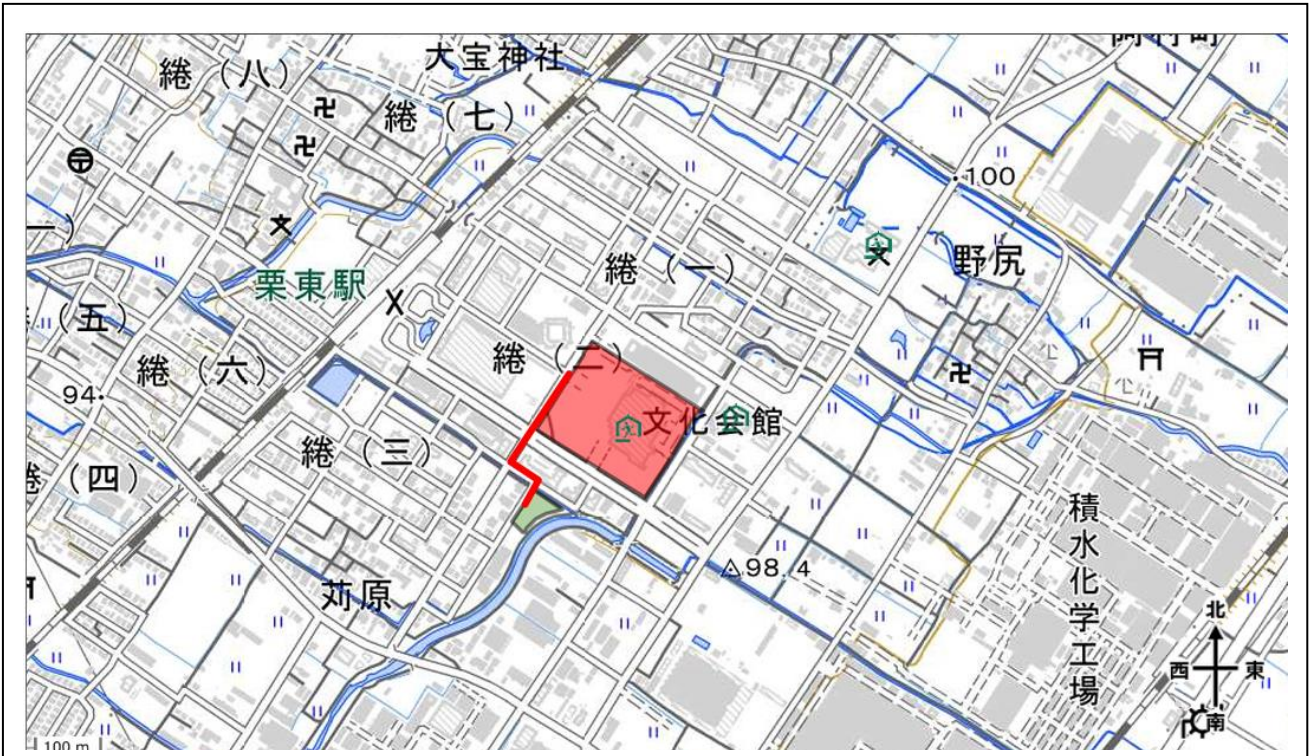 大宝神社
綣（八）
綣（七）
100
綣（一）
野尻
栗東駅
（五）
綣（二）
綣（六）
94
文化会館
綣（三）
（四）
積水化学工場
98.4
苅原
北
西
東
南
100 m